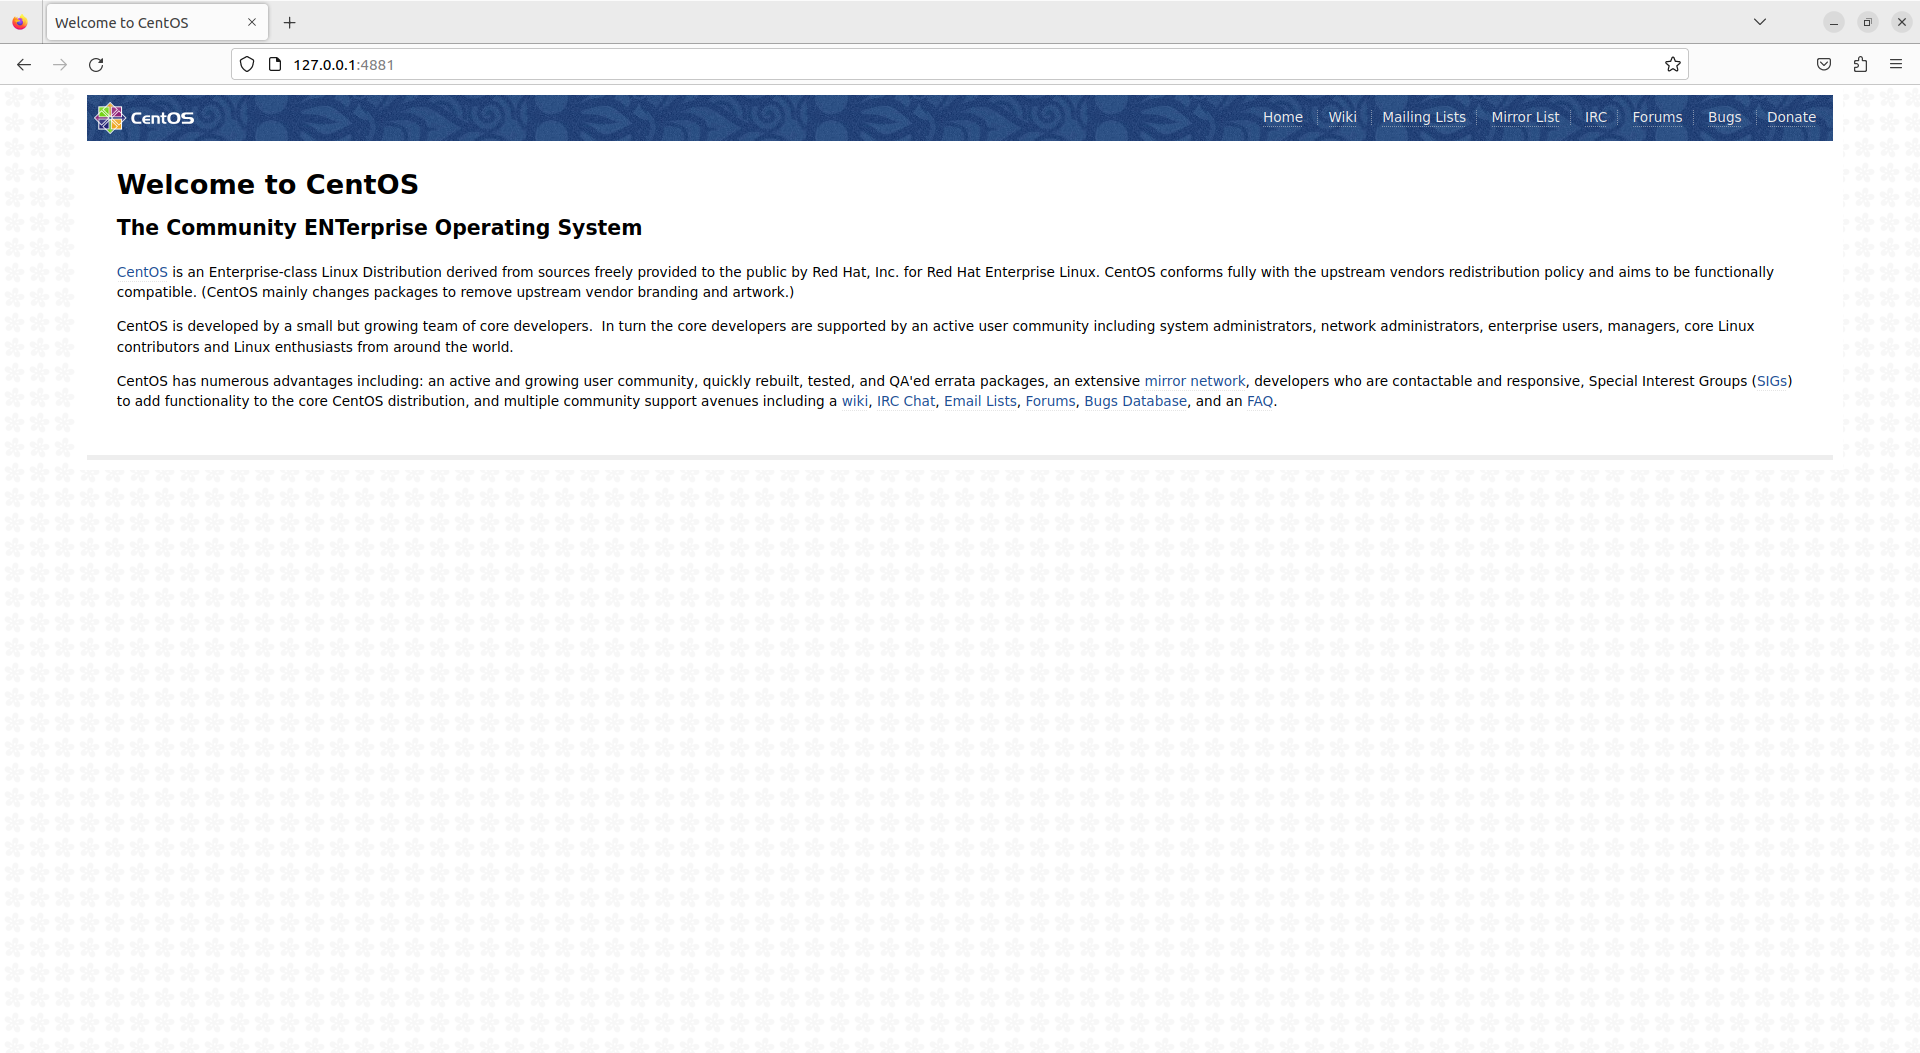 Welcome to CentOS
127.0.0.1:4881
CentOS
Home Wiki Mailing Lists Mirror List IRC Forums Bugs Donate
Welcome to CentOS
The Community ENTerprise Operating System
CentOS is an Enterprise-class Linux Distribution derived from sources freely provided to the public by Red Hat, Inc. for Red Hat Enterprise Linux. CentOS conforms fully with the upstream vendors redistribution policy and aims to be functionally
compatible. (CentOS mainly changes packages to remove upstream vendor branding and artwork.)
CentOS is developed by a small but growing team of core developers.  In turn the core developers are supported by an active user community including system administrators, network administrators, enterprise users, managers, core Linux
contributors and Linux enthusiasts from around the world.
CentOS has numerous advantages including: an active and growing user community, quickly rebuilt, tested, and QA'ed errata packages, an extensive mirror network, developers who are contactable and responsive, Special Interest Groups (SIGs)
to add functionality to the core CentOS distribution, and multiple community support avenues including a wiki, IRC Chat, Email Lists, Forums, Bugs Database, and an FAQ.